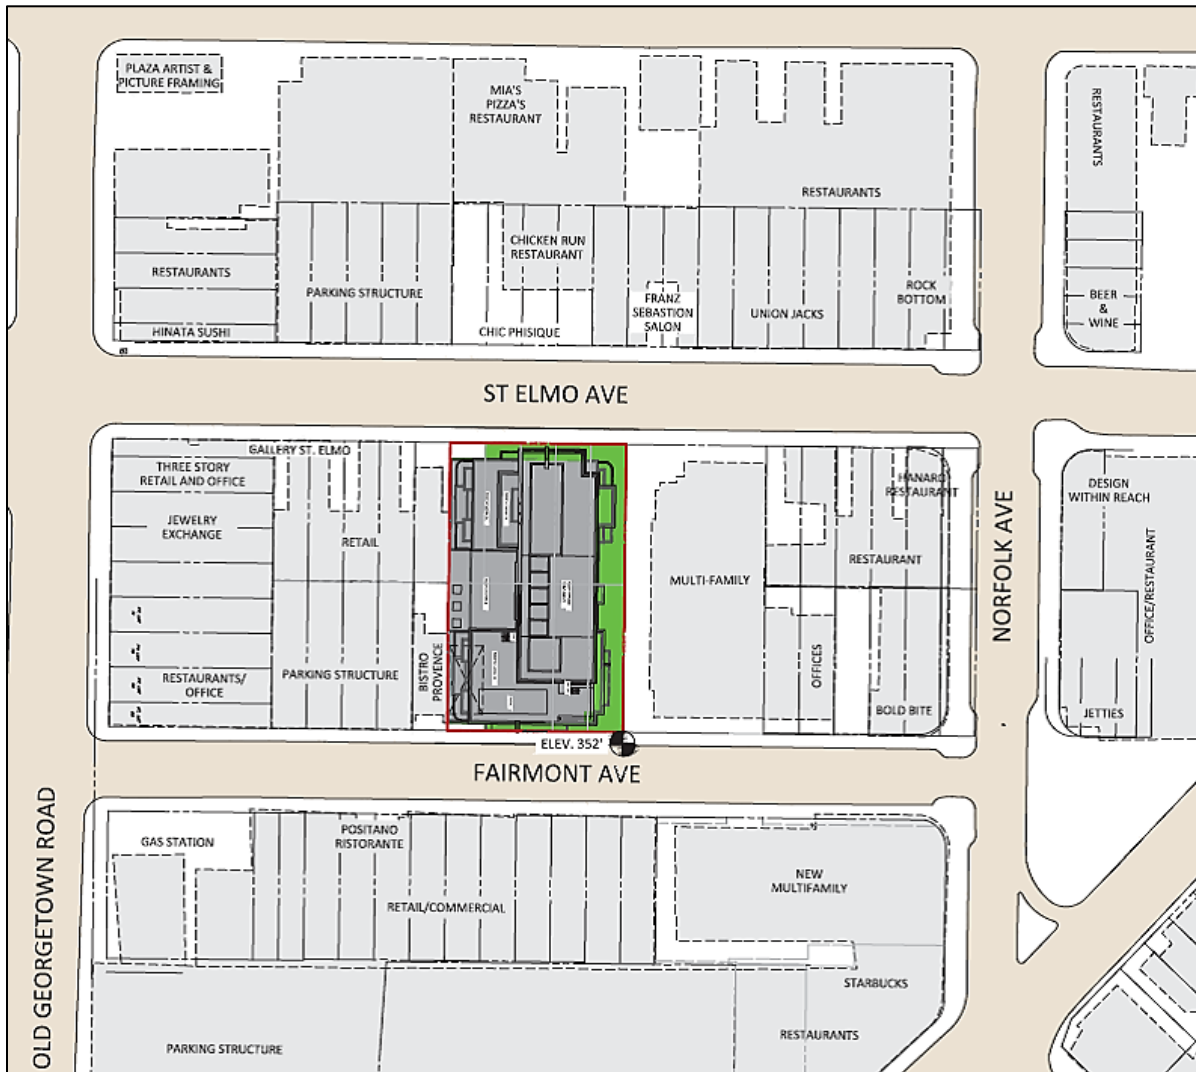 PLAZA ARTIST &
PICTURE FRAMING
MIA'S
PIZZA'S
RESTAURANT
RESTAURANTS
RESTAURANTS
CHICKEN RUN
RESTAURANT
RESTAURANTS
PARKING STRUCTURE
HINATA SUSHI
CHIC PHISIQUE
FRANZ
SEBASTION
SALON
UNION JACKS
ROCK
BOTTOM
BEER
&
WINE
ST ELMO AVE
GALLERY ST. ELMO
THREE STORY
RETAIL AND OFFICE
JEWELRY
EXCHANGE
RETAIL
PARKING STRUCTURE
RESTAURANTS/
OFFICE
BISTRO
PROVENCE
MULTI-FAMILY
HANARO
RESTAURANT
RESTAURANT
OFFICES
BOLD BITE
NORFOLK AVE
DESIGN
WITHIN REACH
OFFICE/RESTAURANT
JETTIES
ELEV. 352'
FAIRMONT AVE
OLD GEORGETOWN ROAD
GAS STATION
POSITANO
RISTORANTE
RETAIL/COMMERCIAL
NEW
MULTIFAMILY
STARBUCKS
RESTAURANTS
PARKING STRUCTURE